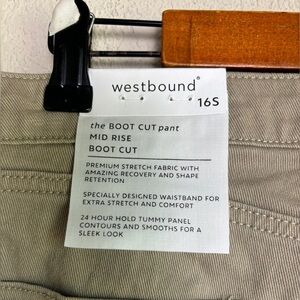 westbound®
16S
the BOOT CUT pant
MID RISE
BOOT CUT
PREMIUM STRETCH FABRIC WITH
AMAZING RECOVERY AND SHAPE
RETENTION
SPECIALLY DESIGNED WAISTBAND FOR
EXTRA STRETCH AND COMFORT
24 HOUR HOLD TUMMY PANEL
CONTOURS AND SMOOTHS FOR A
SLEEK LOOK